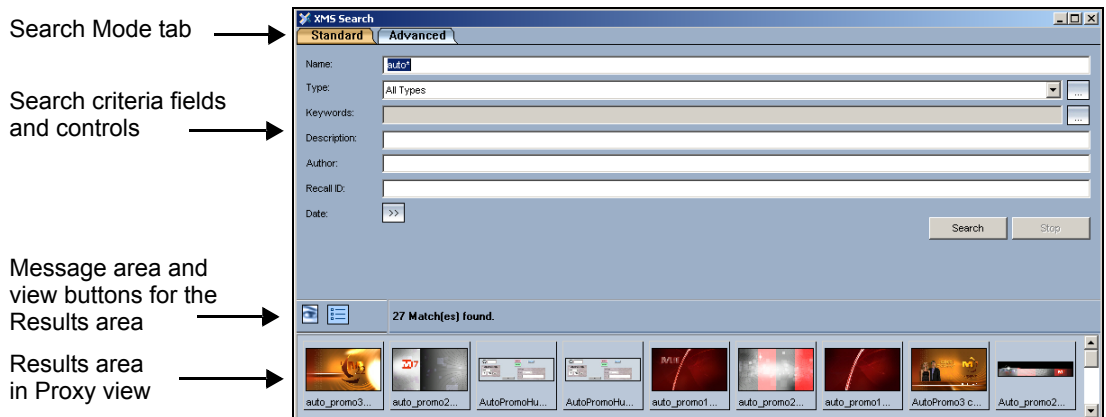 XMS Search
Search Mode tab
Standard Advanced
Name: auto*
Search criteria fields
and controls
Type: All Types ...
Keywords: ...
Description:
Author:
Recall ID:
Date: >>
Search Stop
Message area and
view buttons for the
Results area
27 Match(es) found.
Results area
in Proxy view
auto_promo3... auto_promo2... AutoPromoHu... AutoPromoHu... auto_promo1... auto_promo2... auto_promo1... AutoPromo3 c... Auto_promo2...